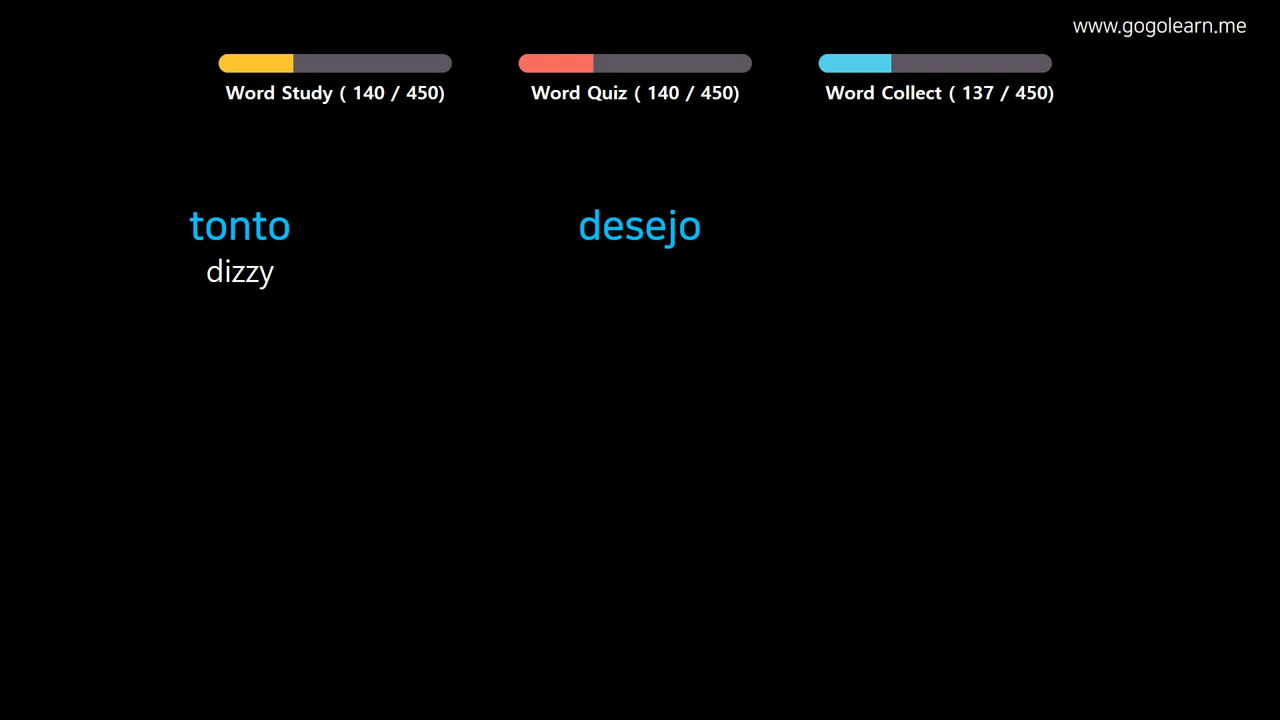 www.gogolearn.me
Word Study ( 140 / 450)
Word Quiz ( 140 / 450)
Word Collect ( 137 / 450)
tonto
desejo
dizzy